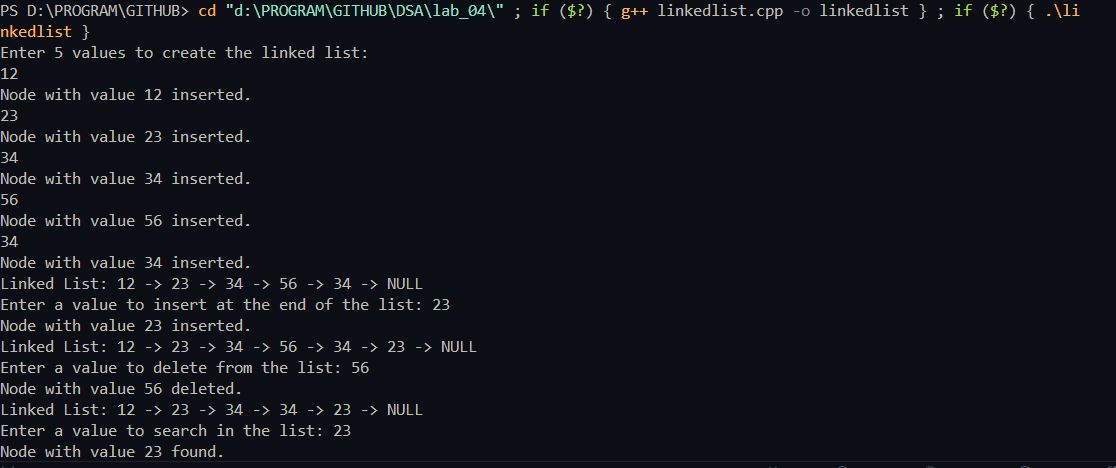 PS D:\PROGRAM\GITHUB> cd "d:\PROGRAM\GITHUB\DSA\lab_04\" ; if ($?) { g++ linkedlist.cpp -o linkedlist } ; if ($?) { .\li
nkedlist }
Enter 5 values to create the linked list:
12
Node with value 12 inserted.
23
Node with value 23 inserted.
34
Node with value 34 inserted.
56
Node with value 56 inserted.
34
Node with value 34 inserted.
Linked List: 12 -> 23 -> 34 -> 56 -> 34 -> NULL
Enter a value to insert at the end of the list: 23
Node with value 23 inserted.
Linked List: 12 -> 23 -> 34 -> 56 -> 34 -> 23 -> NULL
Enter a value to delete from the list: 56
Node with value 56 deleted.
Linked List: 12 -> 23 -> 34 -> 34 -> 23 -> NULL
Enter a value to search in the list: 23
Node with value 23 found.